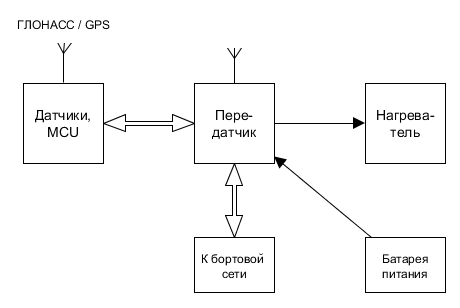 ГЛОНАСС / GPS
Датчики,
MCU
Пере-
датчик
Нагрева-
тель
К бортовой
сети
Батарея
питания